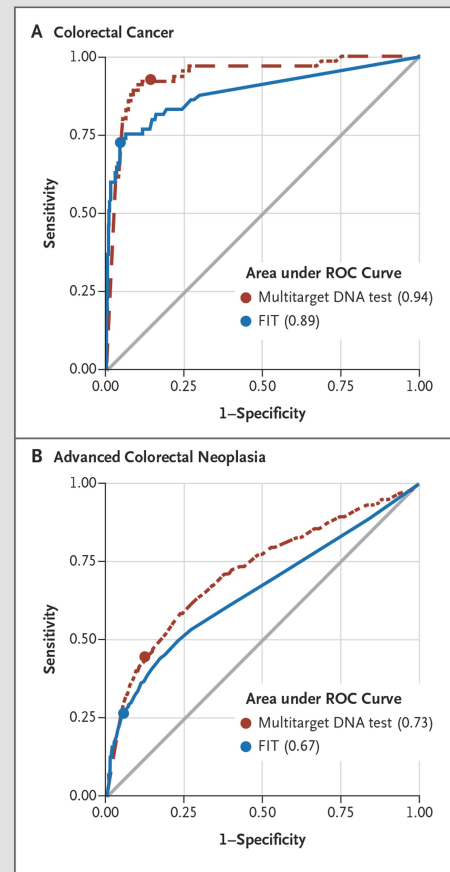 A Colorectal Cancer
1.00
0.75
0.50
0.25
0.00
Sensitivity
Area under ROC Curve
Multitarget DNA test (0.94)
FIT (0.89)
0.00 0.25 0.50 0.75 1.00
1–Specificity
B Advanced Colorectal Neoplasia
1.00
0.75
0.50
0.25
0.00
Sensitivity
Area under ROC Curve
Multitarget DNA test (0.73)
FIT (0.67)
0.00 0.25 0.50 0.75 1.00
1–Specificity